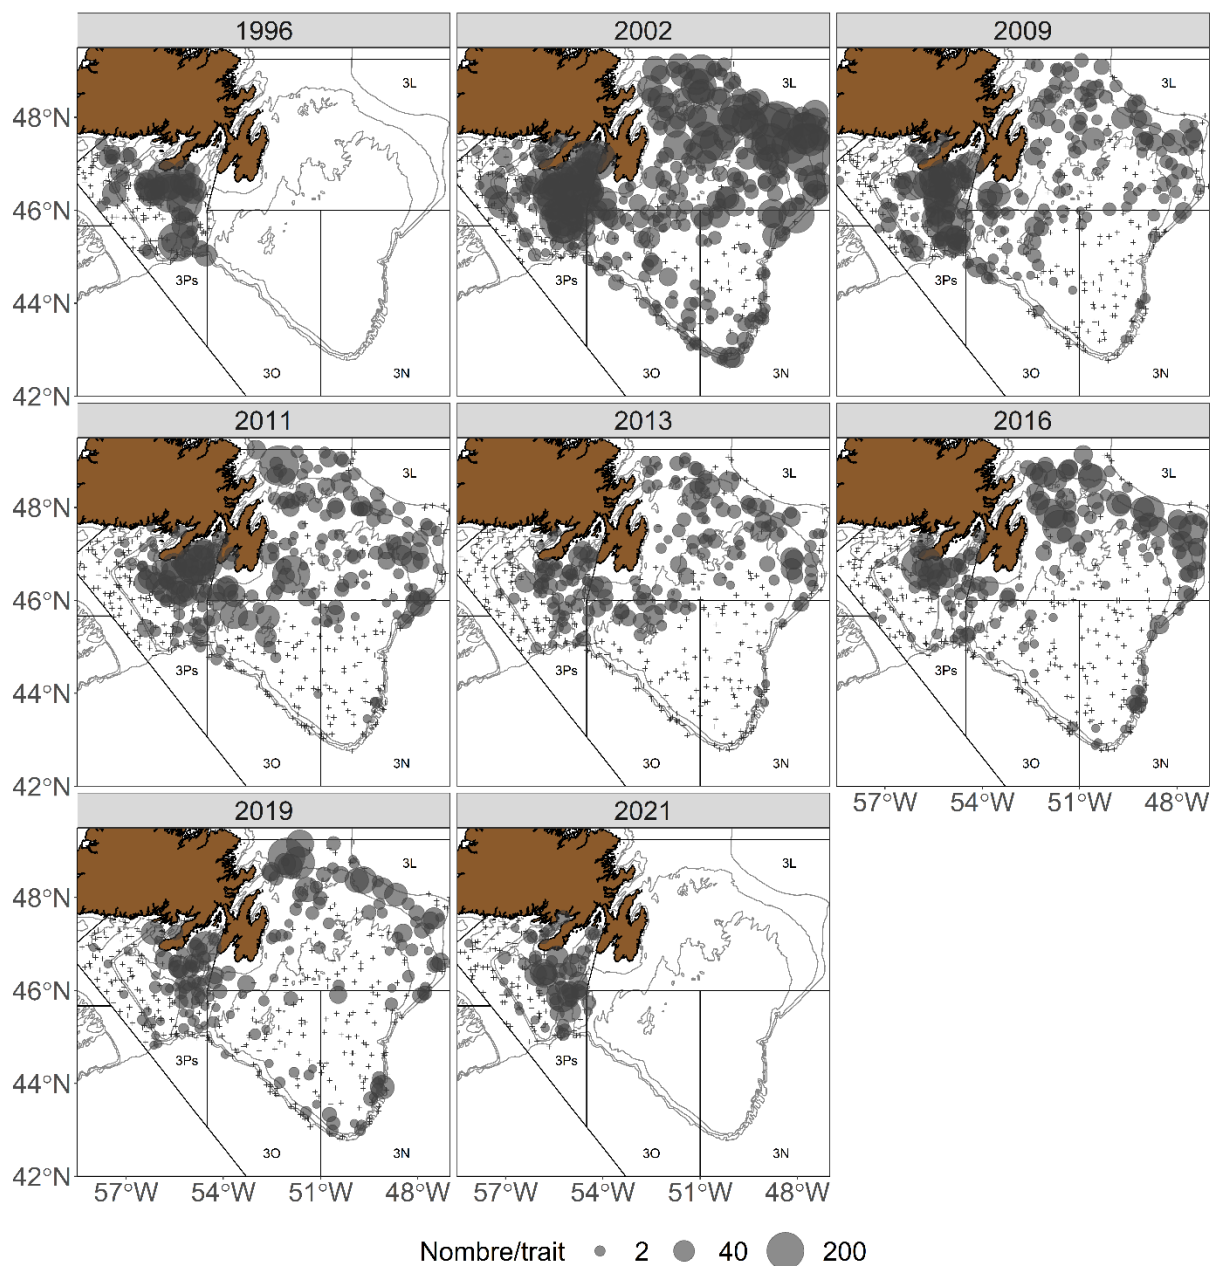 1996 2002 2009
48°N
46°N
44°N
42°N
3L 3L 3L
3Ps 3Ps 3Ps
3O 3N 3O 3N 3O 3N
2011 2013 2016
48°N
46°N
44°N
42°N
3L 3L 3L
3Ps 3Ps 3Ps
3O 3N 3O 3N 3O 3N
57°W 54°W 51°W 48°W
2019 2021
48°N
46°N
44°N
42°N
3L 3L
3Ps 3Ps
3O 3N 3O 3N
57°W 54°W 51°W 48°W 57°W 54°W 51°W 48°W
Nombre/trait 2 40 200